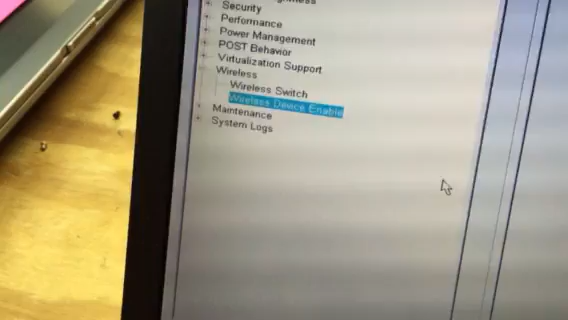 Security
Performance
Power Management
POST Behavior
Virtualization Support
Wireless
Wireless Switch
Wireless Device Enable
Maintenance
System Logs